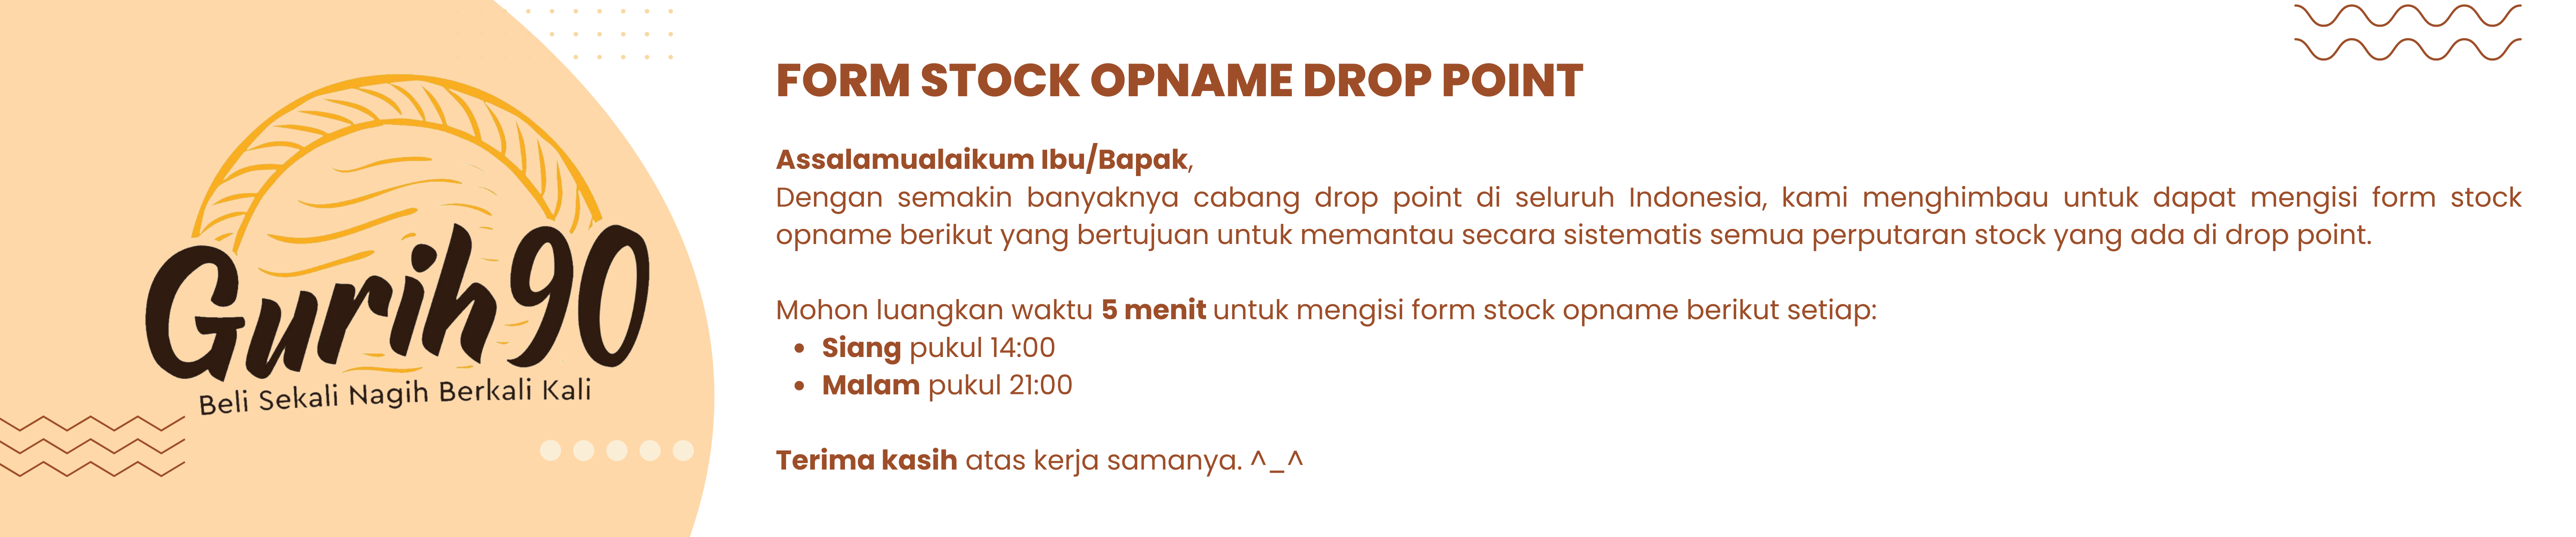 Gurih90
Beli Sekali Nagih Berkali Kali
FORM STOCK OPNAME DROP POINT
Assalamualaikum Ibu/Bapak,
Dengan semakin banyaknya cabang drop point di seluruh Indonesia, kami menghimbau untuk dapat mengisi form stock
opname berikut yang bertujuan untuk memantau secara sistematis semua perputaran stock yang ada di drop point.
Mohon luangkan waktu 5 menit untuk mengisi form stock opname berikut setiap:
• Siang pukul 14:00
• Malam pukul 21:00
Terima kasih atas kerja samanya. ^_^